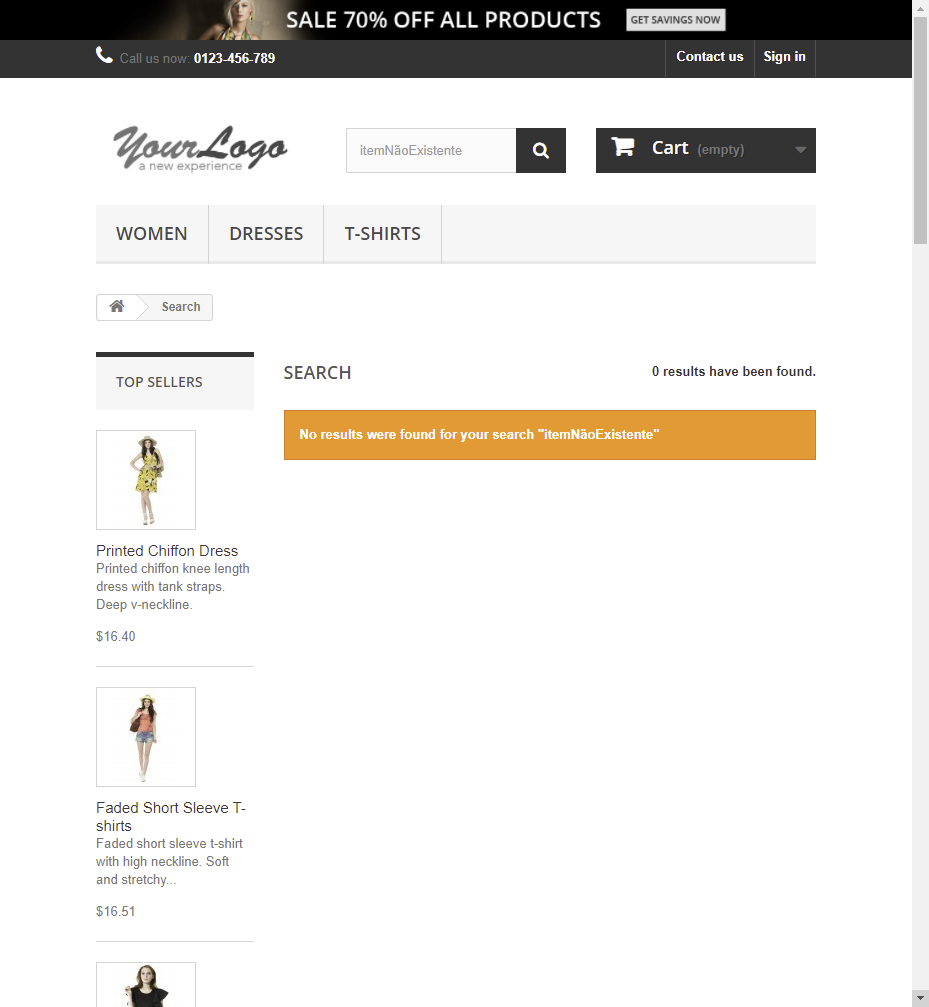 SALE 70% OFF ALL PRODUCTS GET SAVINGS NOW
Call us now: 0123-456-789 Contact us Sign in
YourLogo
a new experience
itemNãoExistente
Cart (empty)
WOMEN DRESSES T-SHIRTS
Search
TOP SELLERS
SEARCH 0 results have been found.
No results were found for your search "itemNãoExistente"
Printed Chiffon Dress
Printed chiffon knee length
dress with tank straps.
Deep v-neckline.
$16.40
Faded Short Sleeve T-
shirts
Faded short sleeve t-shirt
with high neckline. Soft
and stretchy...
$16.51